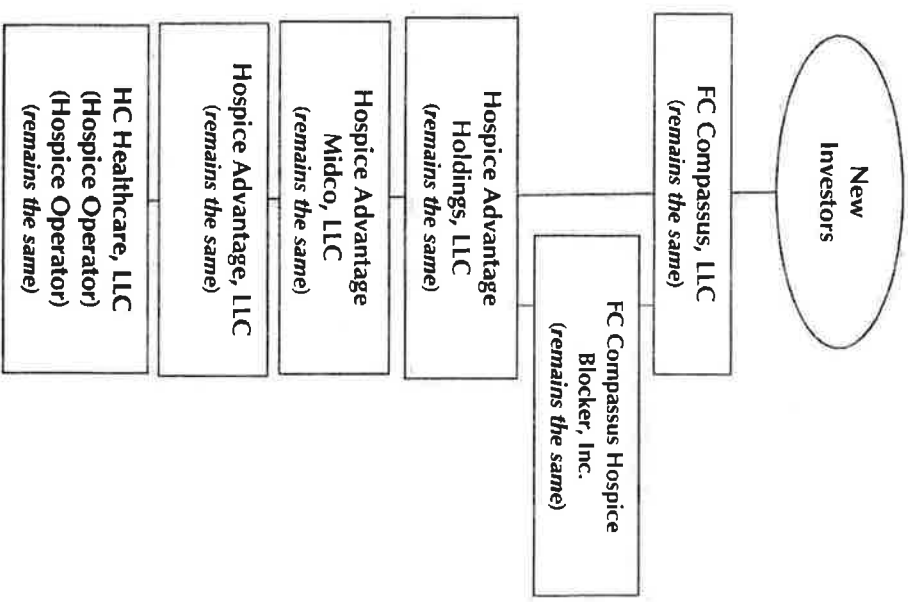 New
Investors
FC Compassus, LLC
(remains the same)
FC Compassus Hospice
Blocker, Inc.
(remains the same)
Hospice Advantage
Holdings, LLC
(remains the same)
Hospice Advantage
Midco, LLC
(remains the same)
Hospice Advantage, LLC
(remains the same)
HC Healthcare, LLC
(Hospice Operator)
(Hospice Operator)
(remains the same)